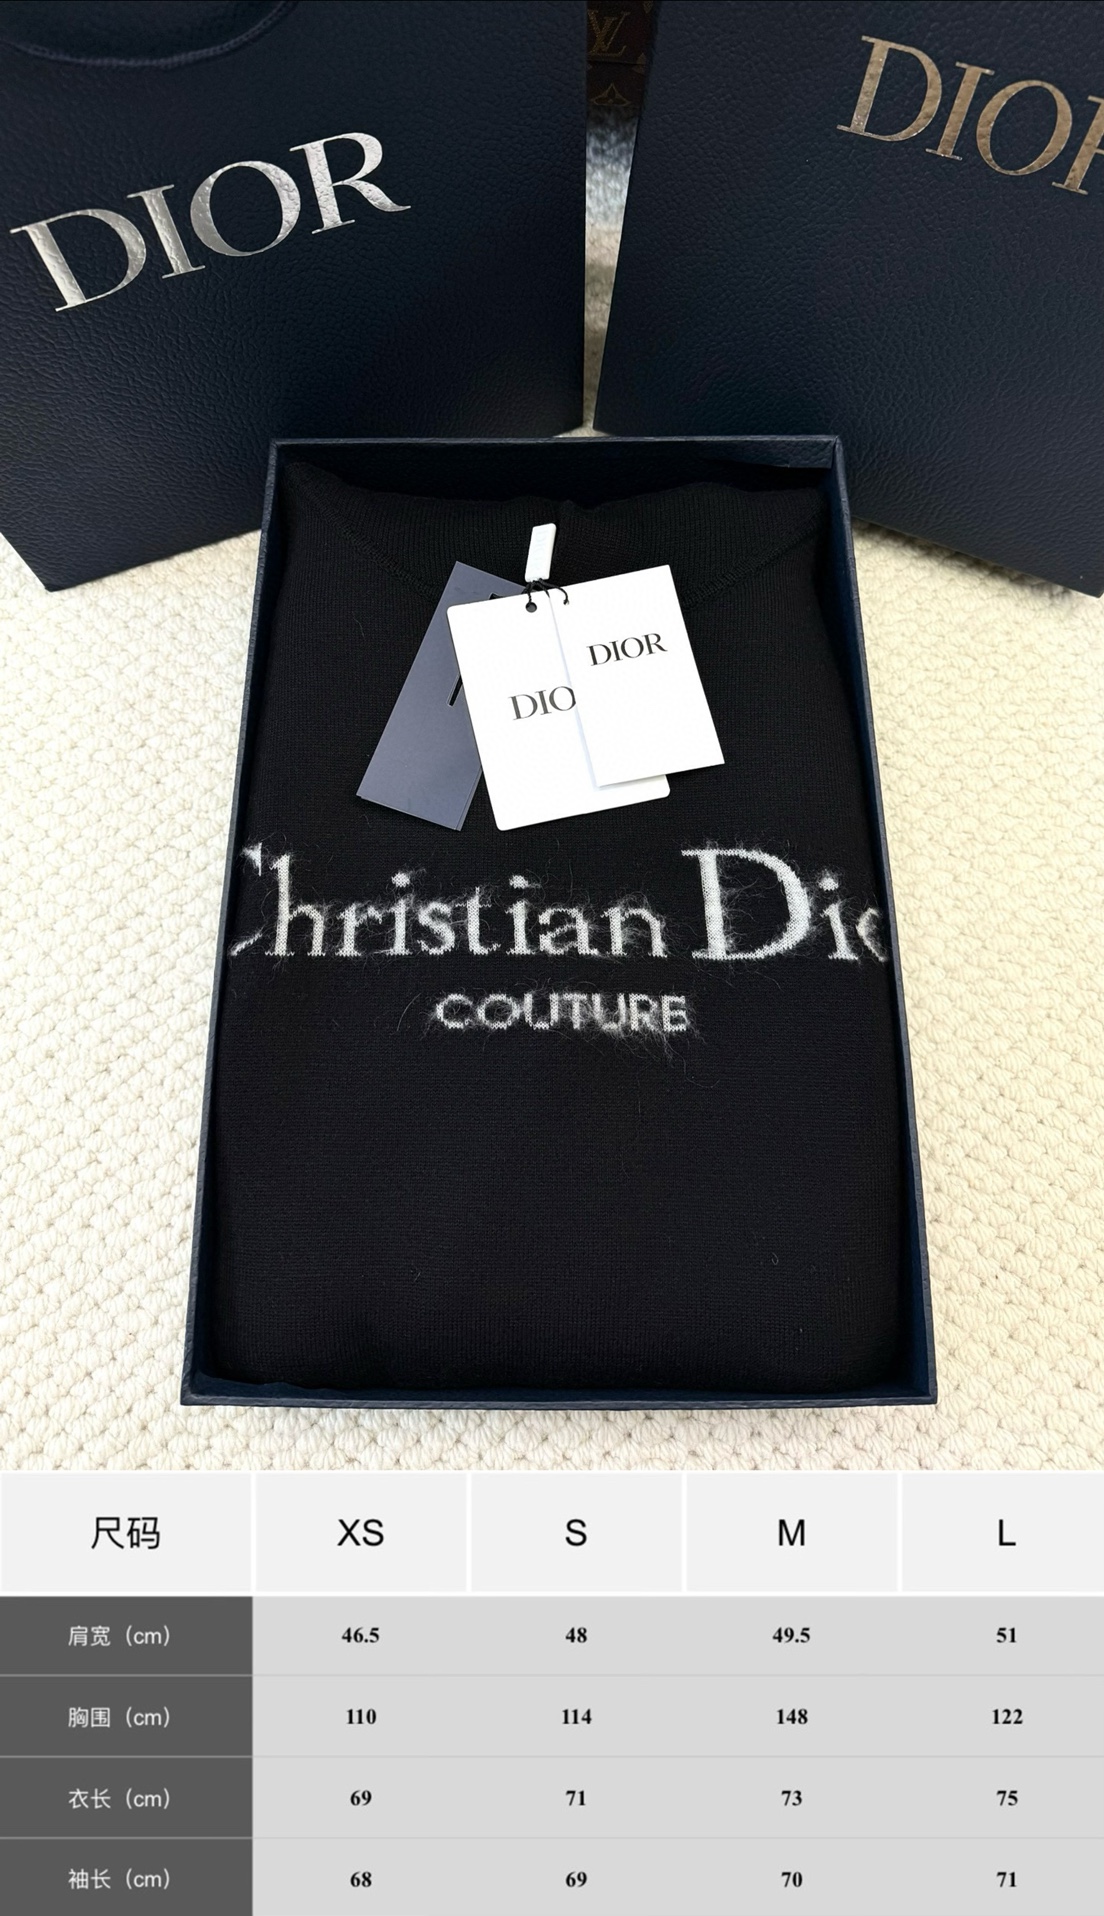 DIOR
DIOR
DIO
DIOR
Christian Dio
COUTURE
尺码 XS S M L
肩宽（cm） 46.5 48 49.5 51
胸围（cm） 110 114 148 122
衣长（cm） 69 71 73 75
袖长（cm） 68 69 70 71